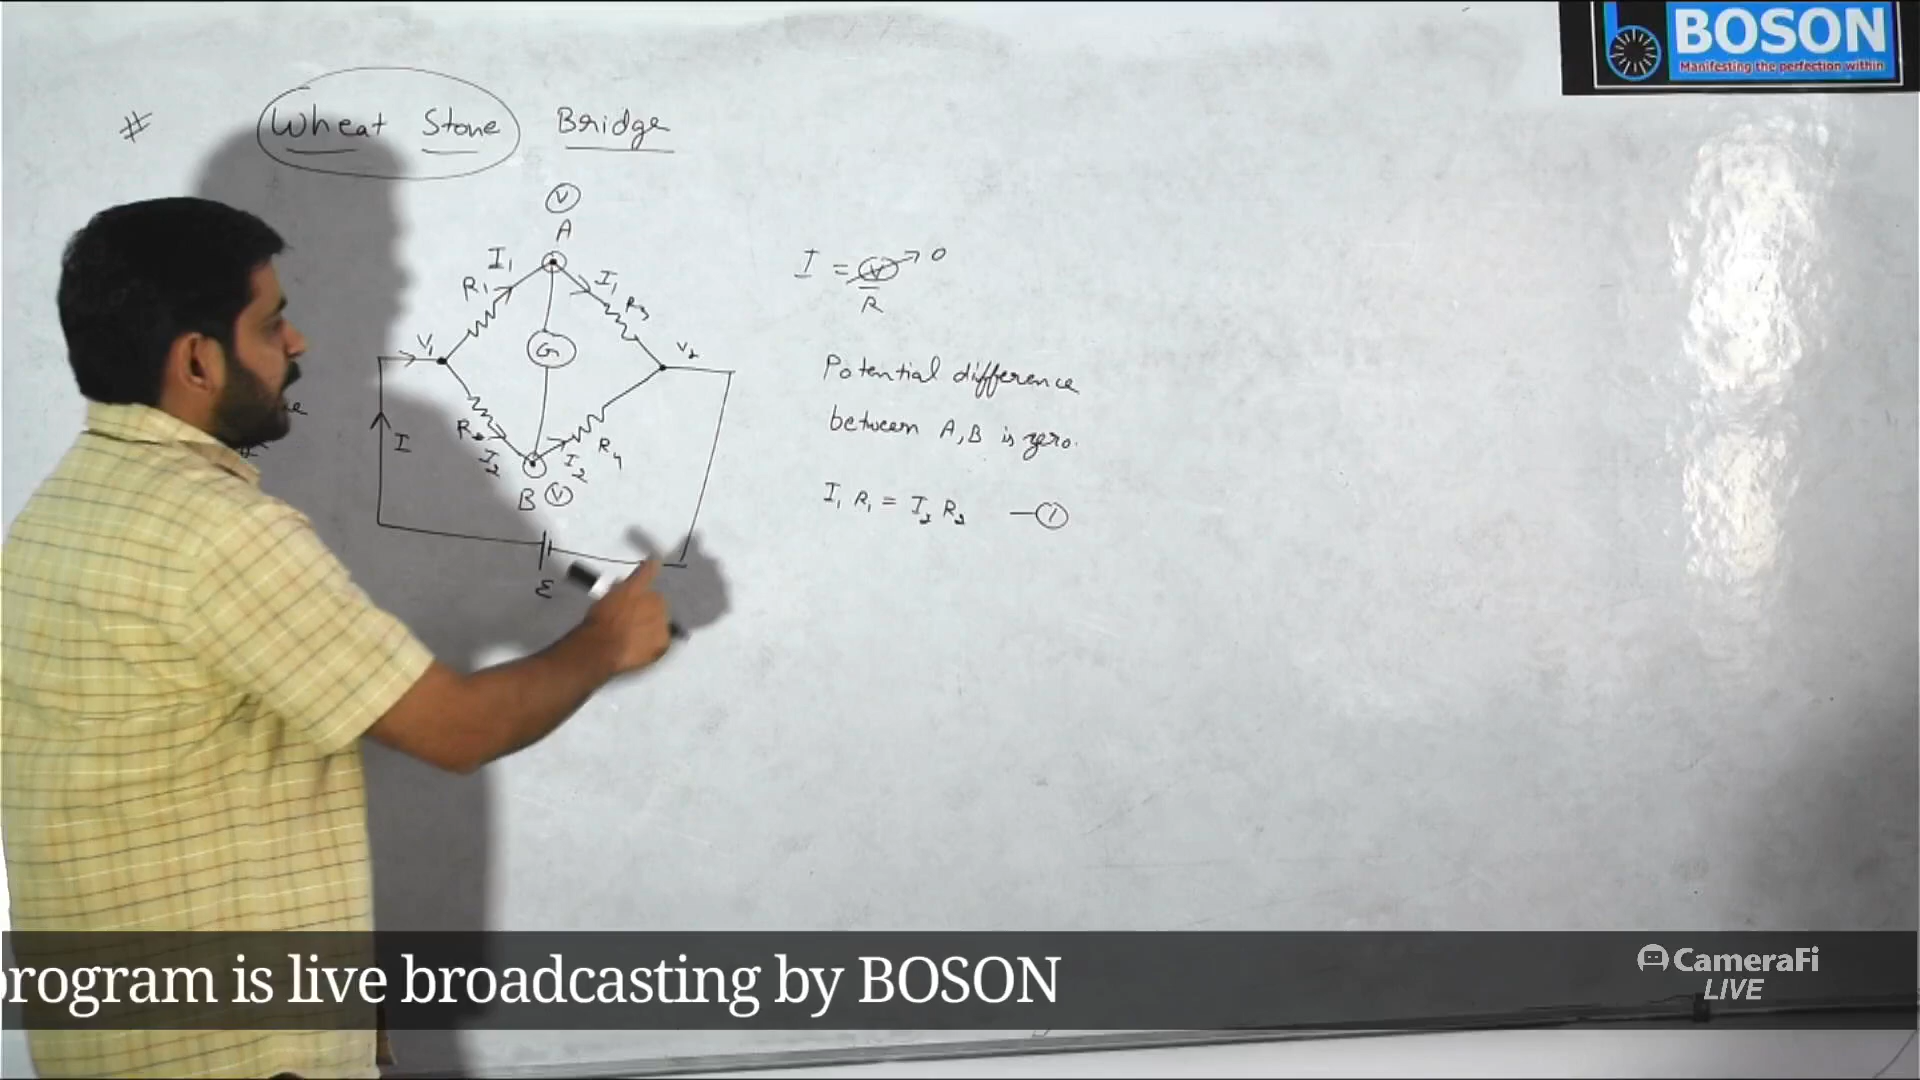 BOSON
Manifesting the perfection within
# Wheat Stone Bridge
V
A
I₁ I₁
R₁ R₃
V₁ G V₂
I R₂ R₄
I₂ I₂
B V
ε
I = V/R → 0
Potential difference
between A, B is zero.
I₁ R₁ = I₂ R₂ — ①
program is live broadcasting by BOSON
CameraFi
LIVE